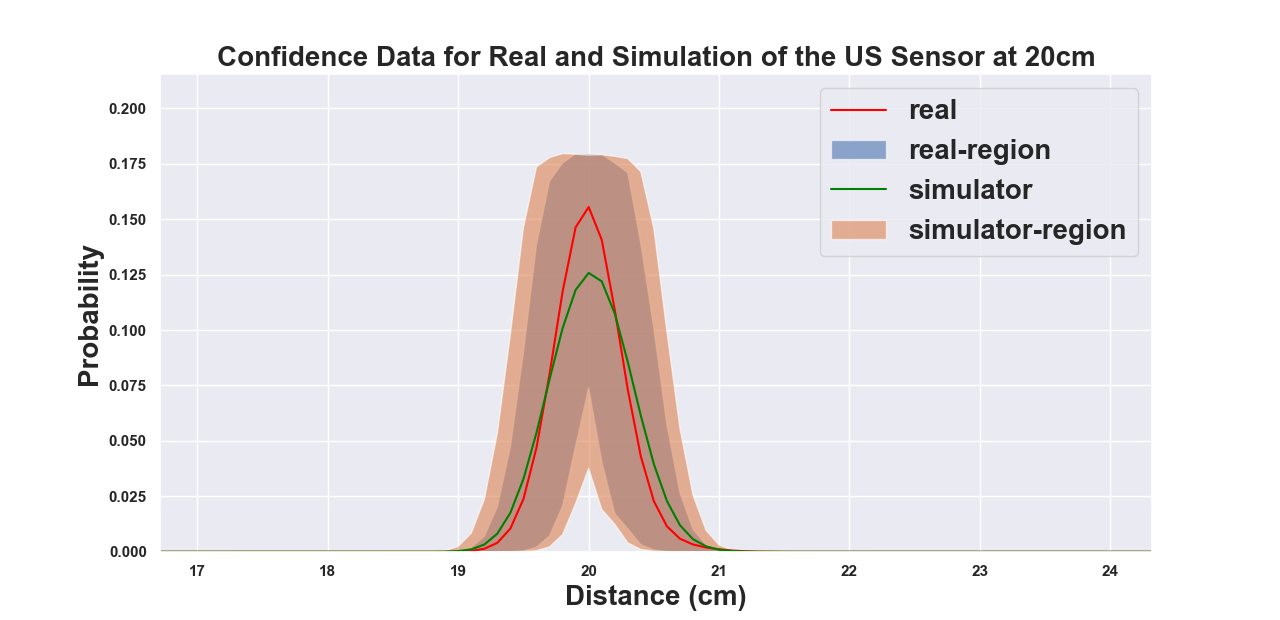 Confidence Data for Real and Simulation of the US Sensor at 20cm
real
real-region
simulator
simulator-region
Probability
0.200
0.175
0.150
0.125
0.100
0.075
0.050
0.025
0.000
17 18 19 20 21 22 23 24
Distance (cm)